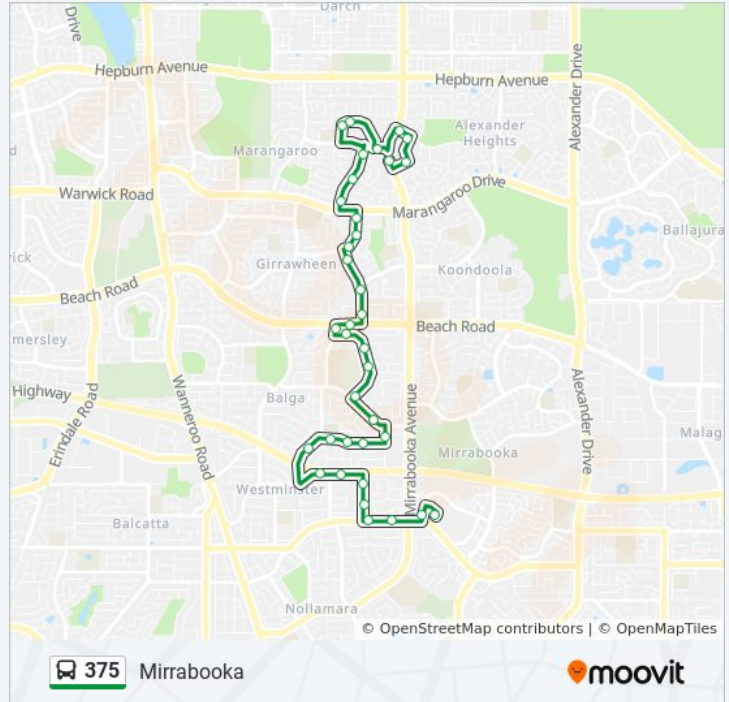 Darch
Drive
Hepburn Avenue
Hepburn Avenue
Alexander Drive
Alexander
Heights
Marangaroo
Warwick Road
Marangaroo Drive
Ballajura
Girrawheen
Koondoola
Beach Road
Beach Road
mersley
Highway
Erindale Road
Wanneroo Road
Balga
Mirrabooka Avenue
Alexander Drive
Malag
Mirrabooka
Westminster
Balcatta
Nollamara
© OpenStreetMap contributors | © OpenMapTiles
375 Mirrabooka
moovit